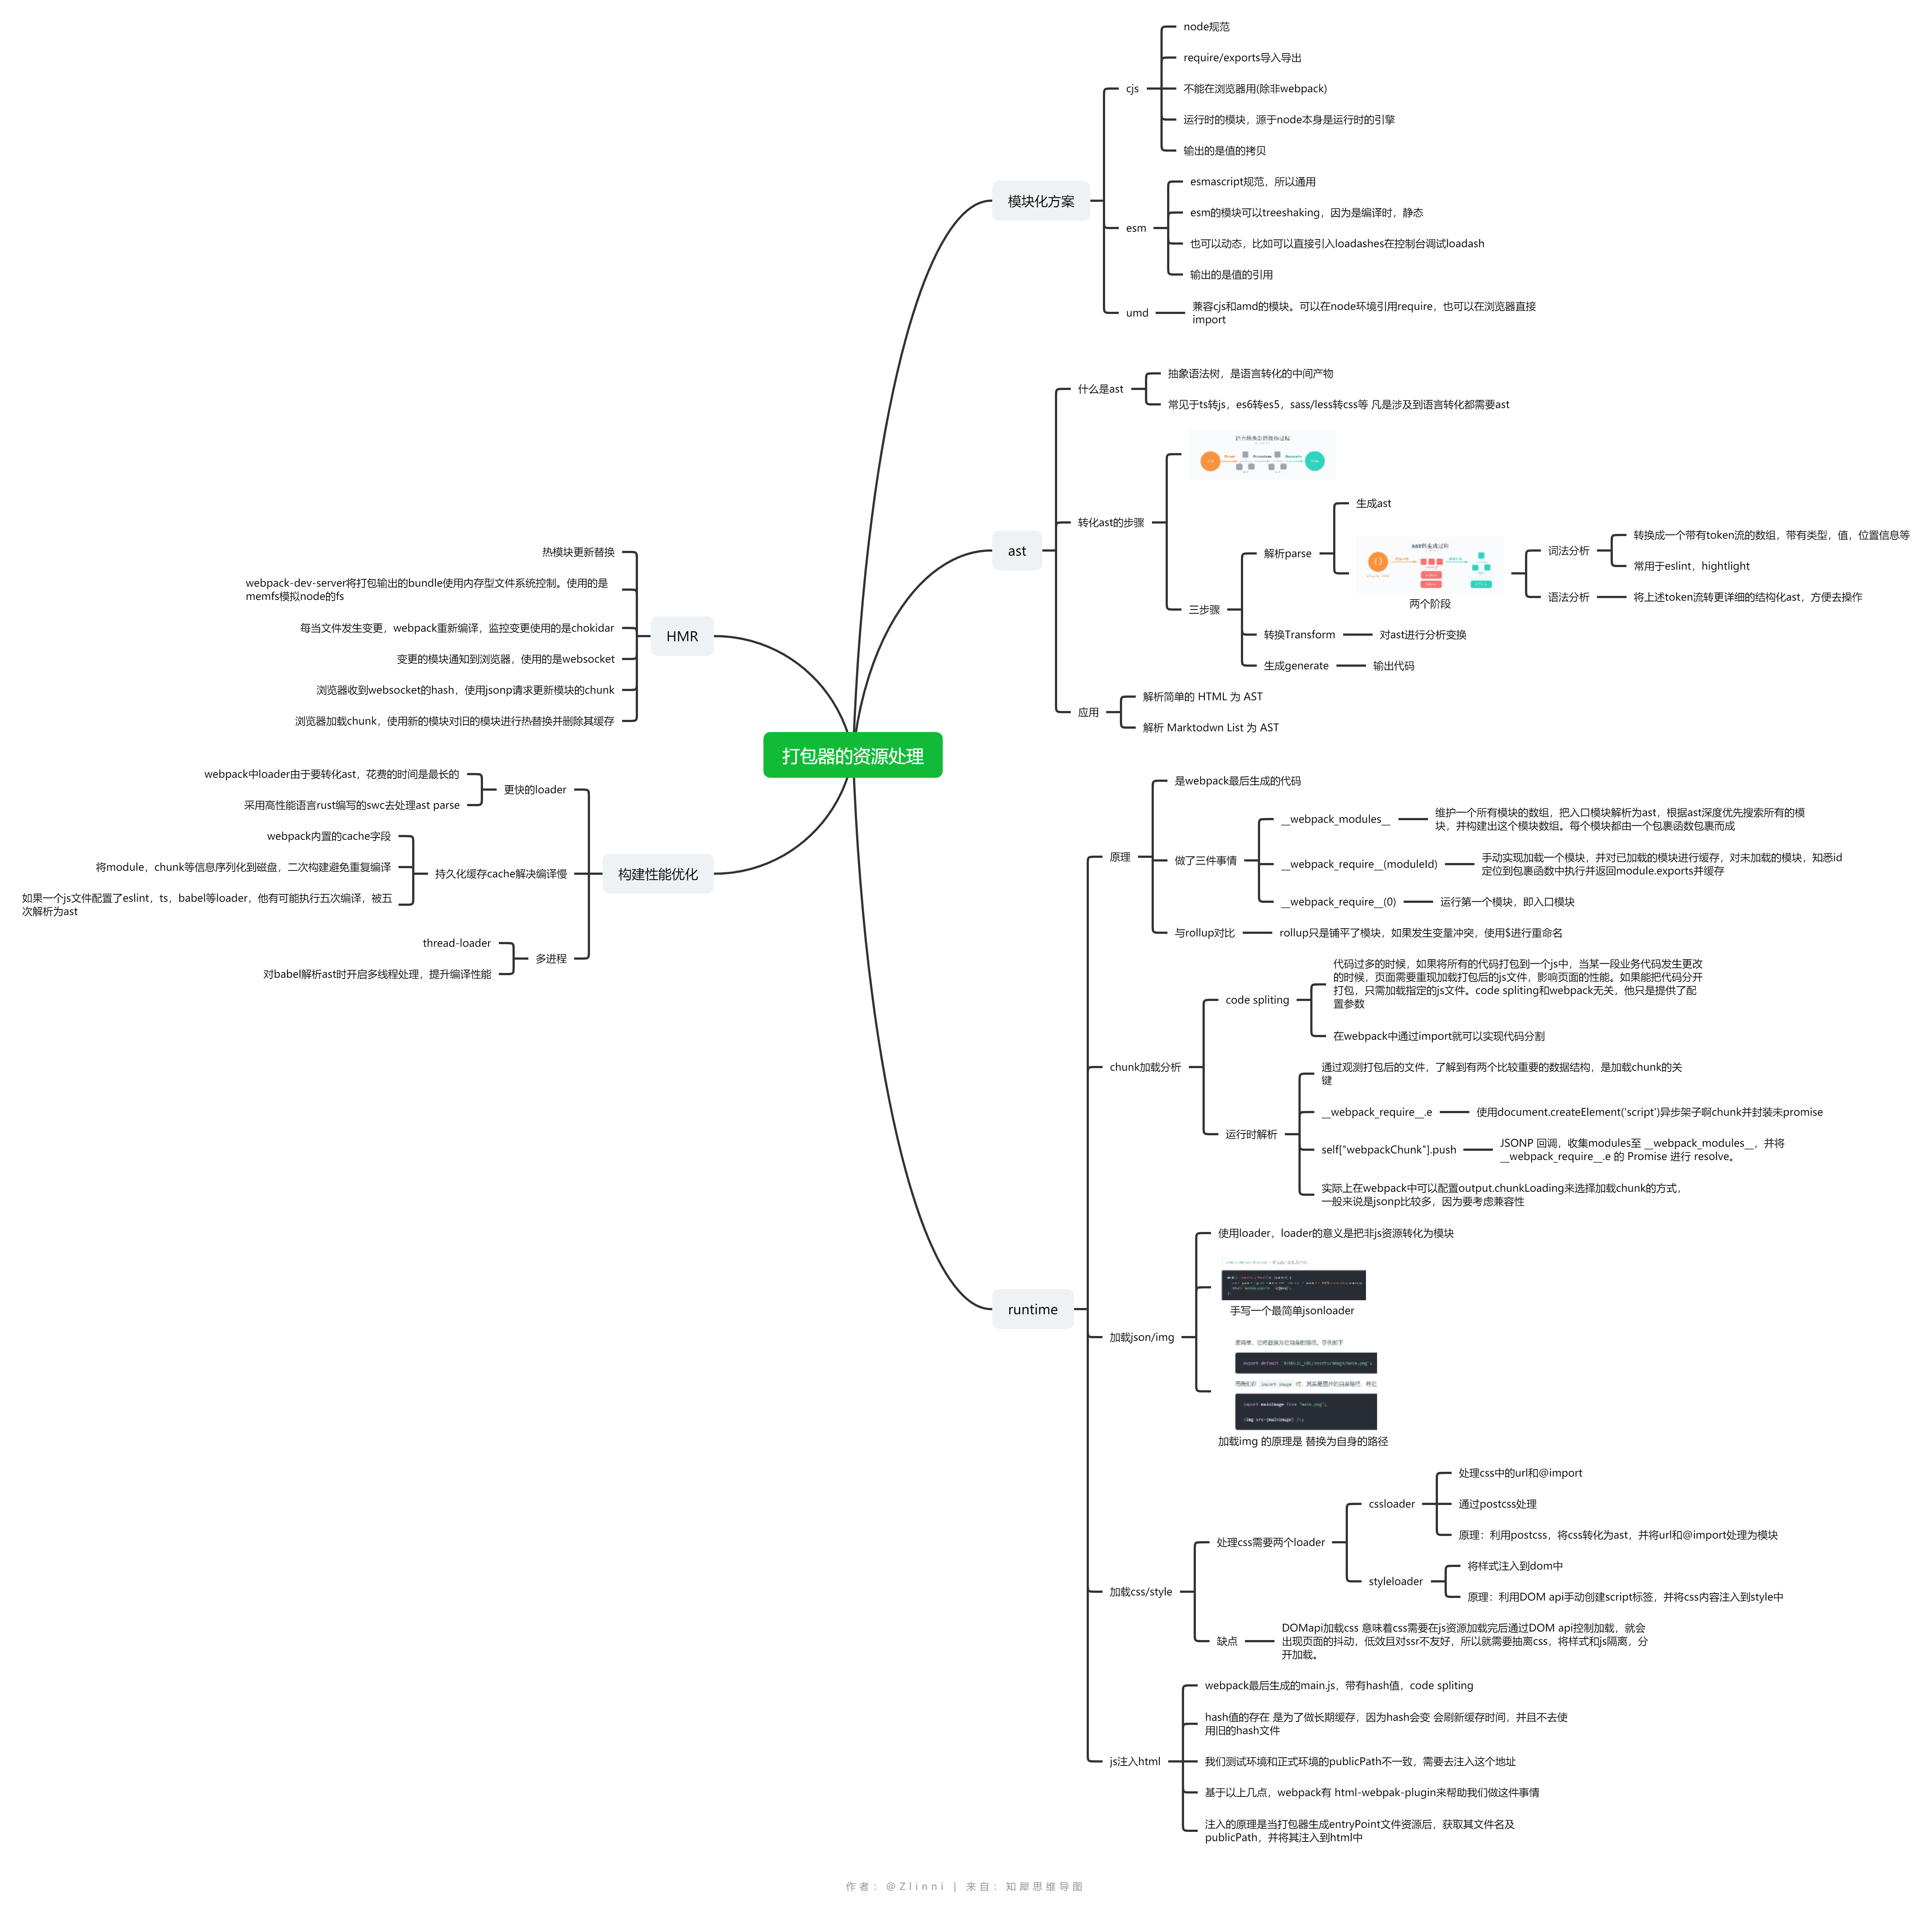 打包器的资源处理
模块化方案
cjs
node规范
require/exports导入导出
不能在浏览器用(除非webpack)
运行时的模块，源于node本身是运行时的引擎
输出的是值的拷贝
esm
esmascript规范，所以通用
esm的模块可以treeshaking，因为是编译时，静态
也可以动态，比如可以直接引入loadashes在控制台调试loadash
输出的是值的引用
umd
兼容cjs和amd的模块。可以在node环境引用require，也可以在浏览器直接
import
ast
什么是ast
抽象语法树，是语言转化的中间产物
常见于ts转js，es6转es5，sass/less转css等 凡是涉及到语言转化都需要ast
转化ast的步骤
三步骤
解析parse
生成ast
AST的生成过程
两个阶段
词法分析
转换成一个带有token流的数组，带有类型，值，位置信息等
常用于eslint，hightlight
语法分析
将上述token流转更详细的结构化ast，方便去操作
转换Transform
对ast进行分析变换
生成generate
输出代码
应用
解析简单的 HTML 为 AST
解析 Marktodwn List 为 AST
runtime
原理
是webpack最后生成的代码
做了三件事情
__webpack_modules__
维护一个所有模块的数组，把入口模块解析为ast，根据ast深度优先搜索所有的模
块，并构建出这个模块数组。每个模块都由一个包裹函数包裹而成
__webpack_require__(moduleId)
手动实现加载一个模块，并对已加载的模块进行缓存，对未加载的模块，知悉id
定位到包裹函数中执行并返回module.exports并缓存
__webpack_require__(0)
运行第一个模块，即入口模块
与rollup对比
rollup只是铺平了模块，如果发生变量冲突，使用$进行重命名
chunk加载分析
code spliting
代码过多的时候，如果将所有的代码打包到一个js中，当某一段业务代码发生更改
的时候，页面需要重现加载打包后的js文件，影响页面的性能。如果能把代码分开
打包，只需加载指定的js文件。code spliting和webpack无关，他只是提供了配
置参数
在webpack中通过import就可以实现代码分割
运行时解析
通过观测打包后的文件，了解到有两个比较重要的数据结构，是加载chunk的关
键
__webpack_require__.e
使用document.createElement('script')异步架子啊chunk并封装未promise
self["webpackChunk"].push
JSONP 回调，收集modules至 __webpack_modules__，并将
__webpack_require__.e 的 Promise 进行 resolve。
实际上在webpack中可以配置output.chunkLoading来选择加载chunk的方式，
一般来说是jsonp比较多，因为要考虑兼容性
加载json/img
使用loader，loader的意义是把非js资源转化为模块
手写一个最简单jsonloader
import mainImage from "main.png";
<img src={mainImage} />;
加载img 的原理是 替换为自身的路径
加载css/style
处理css需要两个loader
cssloader
处理css中的url和@import
通过postcss处理
原理：利用postcss，将css转化为ast，并将url和@import处理为模块
styleloader
将样式注入到dom中
原理：利用DOM api手动创建script标签，并将css内容注入到style中
缺点
DOMapi加载css 意味着css需要在js资源加载完后通过DOM api控制加载，就会
出现页面的抖动，低效且对ssr不友好，所以就需要抽离css，将样式和js隔离，分
开加载。
js注入html
webpack最后生成的main.js，带有hash值，code spliting
hash值的存在 是为了做长期缓存，因为hash会变 会刷新缓存时间，并且不去使
用旧的hash文件
我们测试环境和正式环境的publicPath不一致，需要去注入这个地址
基于以上几点，webpack有 html-webpak-plugin来帮助我们做这件事情
注入的原理是当打包器生成entryPoint文件资源后，获取其文件名及
publicPath，并将其注入到html中
HMR
热模块更新替换
webpack-dev-server将打包输出的bundle使用内存型文件系统控制。使用的是
memfs模拟node的fs
每当文件发生变更，webpack重新编译，监控变更使用的是chokidar
变更的模块通知到浏览器，使用的是websocket
浏览器收到websocket的hash，使用jsonp请求更新模块的chunk
浏览器加载chunk，使用新的模块对旧的模块进行热替换并删除其缓存
构建性能优化
更快的loader
webpack中loader由于要转化ast，花费的时间是最长的
采用高性能语言rust编写的swc去处理ast parse
持久化缓存cache解决编译慢
webpack内置的cache字段
将module，chunk等信息序列化到磁盘，二次构建避免重复编译
如果一个js文件配置了eslint，ts，babel等loader，他有可能执行五次编译，被五
次解析为ast
多进程
thread-loader
对babel解析ast时开启多线程处理，提升编译性能
作者：@Zlinni | 来自：知犀思维导图